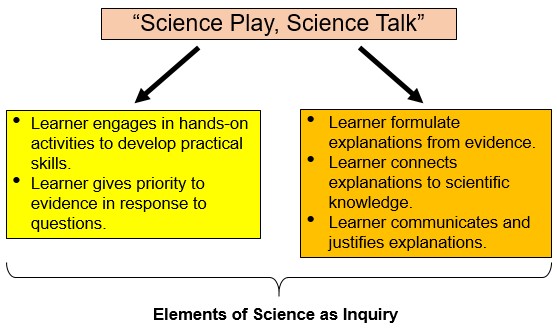 “Science Play, Science Talk”
• Learner engages in hands-on
activities to develop practical
skills.
• Learner gives priority to
evidence in response to
questions.
• Learner formulate
explanations from evidence.
• Learner connects
explanations to scientific
knowledge.
• Learner communicates and
justifies explanations.
Elements of Science as Inquiry